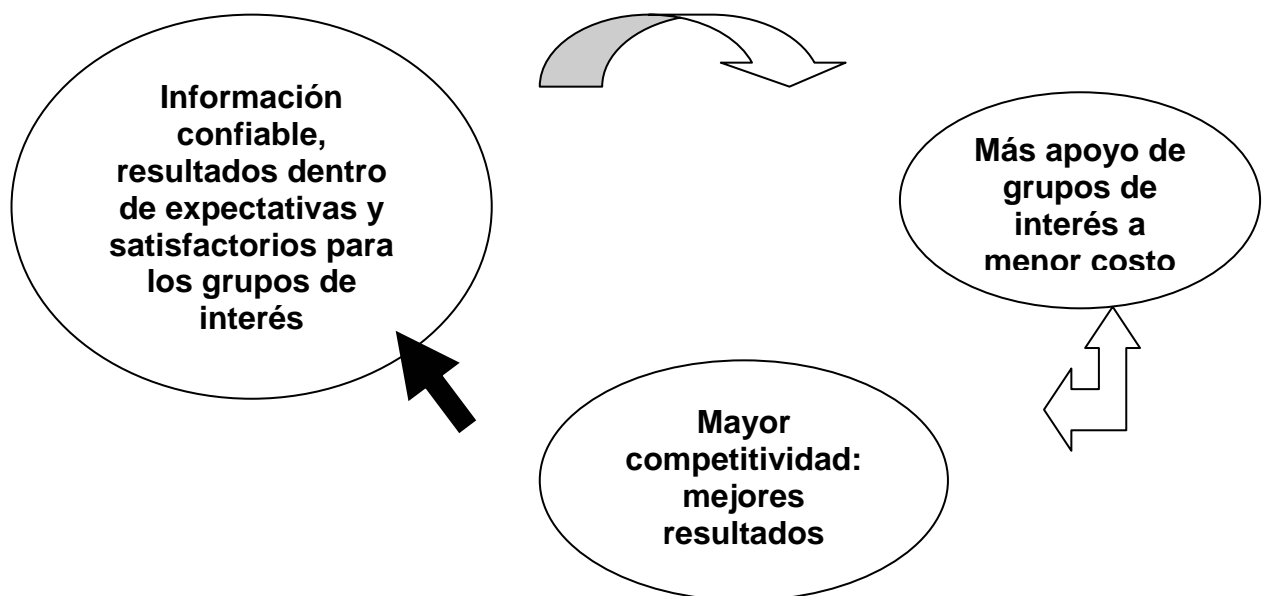 Información
confiable,
resultados dentro
de expectativas y
satisfactorios para
los grupos de
interés
Más apoyo de
grupos de
interés a
menor costo
Mayor
competitividad:
mejores
resultados